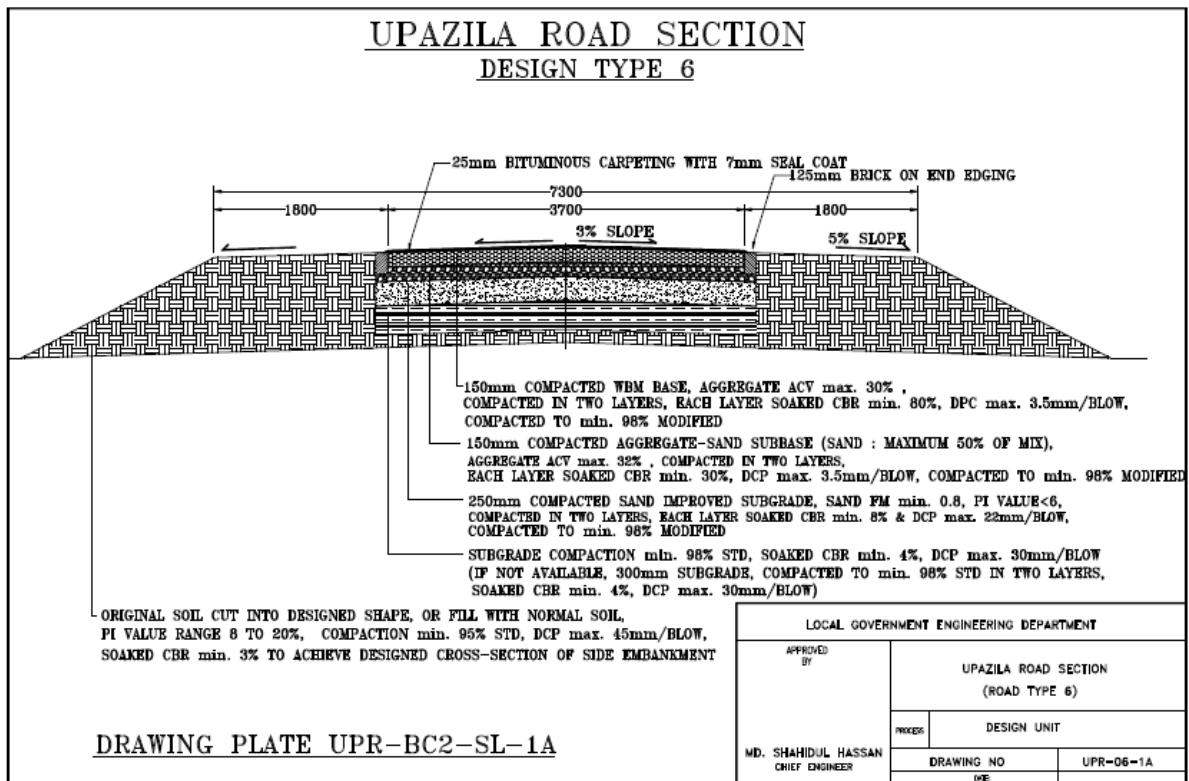 UPAZILA ROAD SECTION
DESIGN TYPE 6
25mm BITUMINOUS CARPETING WITH 7mm SEAL COAT
125mm BRICK ON END EDGING
7300
1800
3700
1800
3% SLOPE
5% SLOPE
150mm COMPACTED WBM BASE, AGGREGATE ACV max. 30% ,
COMPACTED IN TWO LAYERS, EACH LAYER SOAKED CBR min. 80%, DPC max. 3.5mm/BLOW,
COMPACTED TO min. 98% MODIFIED
150mm COMPACTED AGGREGATE-SAND SUBBASE (SAND : MAXIMUM 50% OF MIX),
AGGREGATE ACV max. 32% , COMPACTED IN TWO LAYERS,
EACH LAYER SOAKED CBR min. 30%, DCP max. 3.5mm/BLOW, COMPACTED TO min. 98% MODIFIED
250mm COMPACTED SAND IMPROVED SUBGRADE, SAND FM min. 0.8, PI VALUE<6,
COMPACTED IN TWO LAYERS, EACH LAYER SOAKED CBR min. 8% & DCP max. 22mm/BLOW,
COMPACTED TO min. 98% MODIFIED
SUBGRADE COMPACTION min. 98% STD, SOAKED CBR min. 4%, DCP max. 30mm/BLOW
(IF NOT AVAILABLE, 300mm SUBGRADE, COMPACTED TO min. 98% STD IN TWO LAYERS,
SOAKED CBR min. 4%, DCP max. 30mm/BLOW)
ORIGINAL SOIL CUT INTO DESIGNED SHAPE, OR FILL WITH NORMAL SOIL,
PI VALUE RANGE 8 TO 20%, COMPACTION min. 95% STD, DCP max. 45mm/BLOW,
SOAKED CBR min. 3% TO ACHIEVE DESIGNED CROSS-SECTION OF SIDE EMBANKMENT
DRAWING PLATE UPR-BC2-SL-1A
LOCAL GOVERNMENT ENGINEERING DEPARTMENT
APPROVED
BY
MD. SHAHIDUL HASSAN
CHIEF ENGINEER
UPAZILA ROAD SECTION
(ROAD TYPE 6)
PROCESS
DESIGN UNIT
DRAWING NO
UPR-06-1A